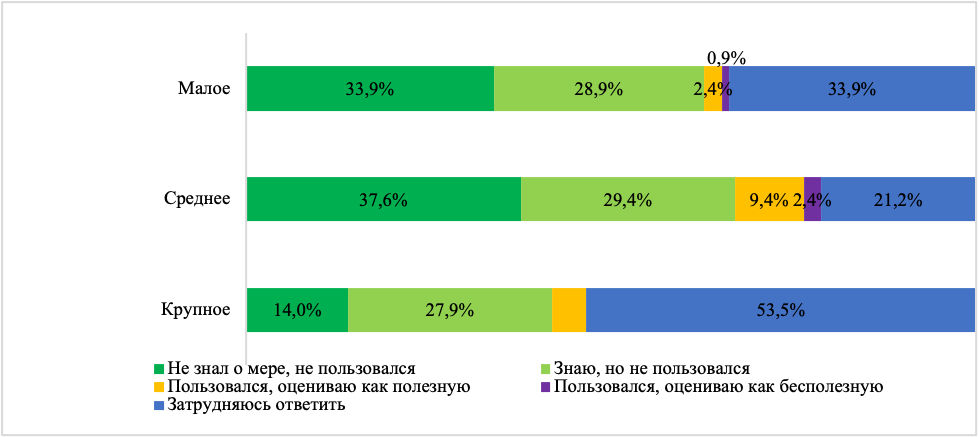 0,9%
Малое 33,9% 28,9% 2,4% 33,9%
Среднее 37,6% 29,4% 9,4% 2,4% 21,2%
Крупное 14,0% 27,9% 53,5%
Не знал о мере, не пользовался Знаю, но не пользовался
Пользовался, оцениваю как полезную Пользовался, оцениваю как бесполезную
Затрудняюсь ответить